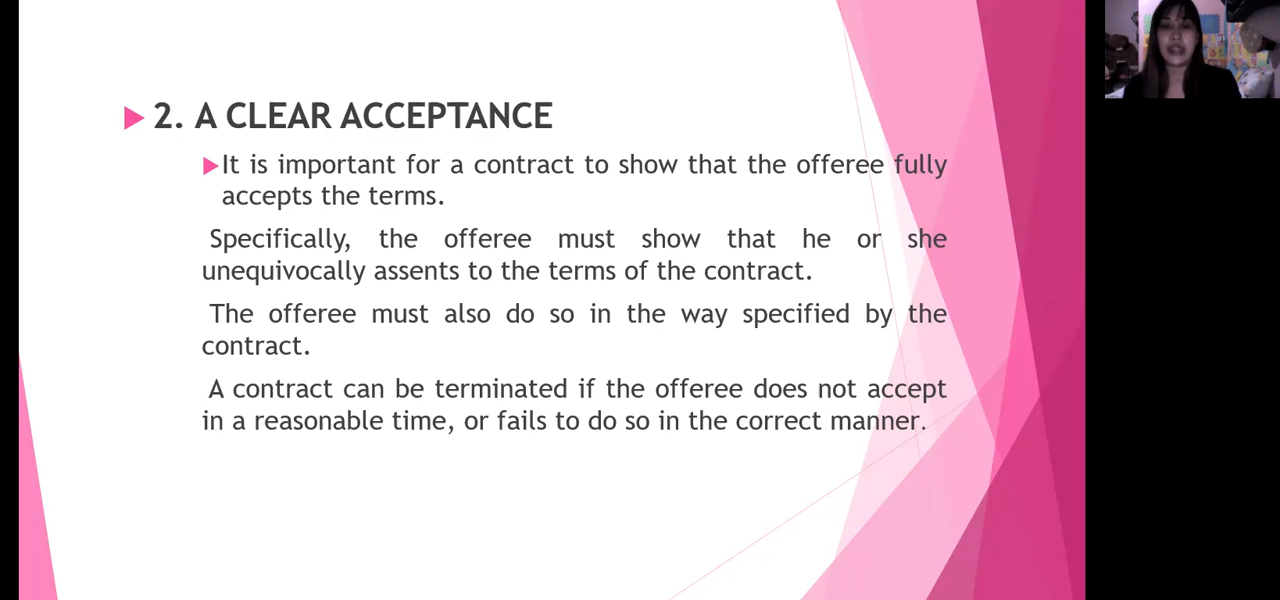 2. A CLEAR ACCEPTANCE
It is important for a contract to show that the offeree fully
accepts the terms.
Specifically, the offeree must show that he or she
unequivocally assents to the terms of the contract.
The offeree must also do so in the way specified by the
contract.
A contract can be terminated if the offeree does not accept
in a reasonable time, or fails to do so in the correct manner.